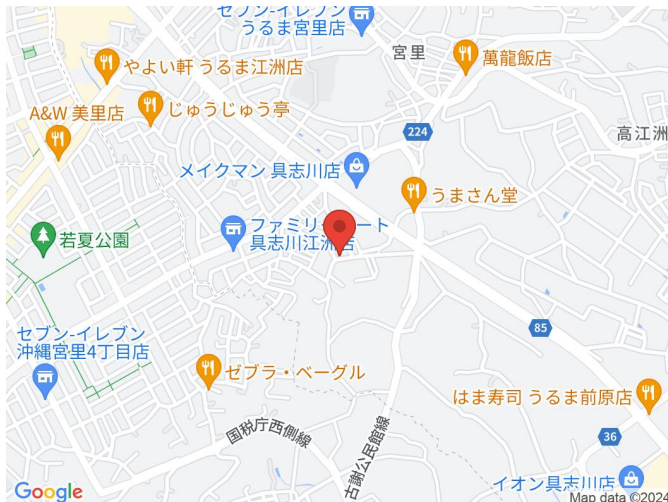 セブン-イレブン
うるま宮里店
宮里
萬龍飯店
やよい軒 うるま江洲店
A&W 美里店
じゅうじゅう亭
224
高江洲
メイクマン 具志川店
うまさん堂
若夏公園
ファミリーマート
具志川江洲店
セブン-イレブン
沖縄宮里4丁目店
85
ゼブラ・ベーグル
はま寿司 うるま前原店
国税庁西側線
古謝公民館線
36
イオン具志川店
Google
Map data ©2024